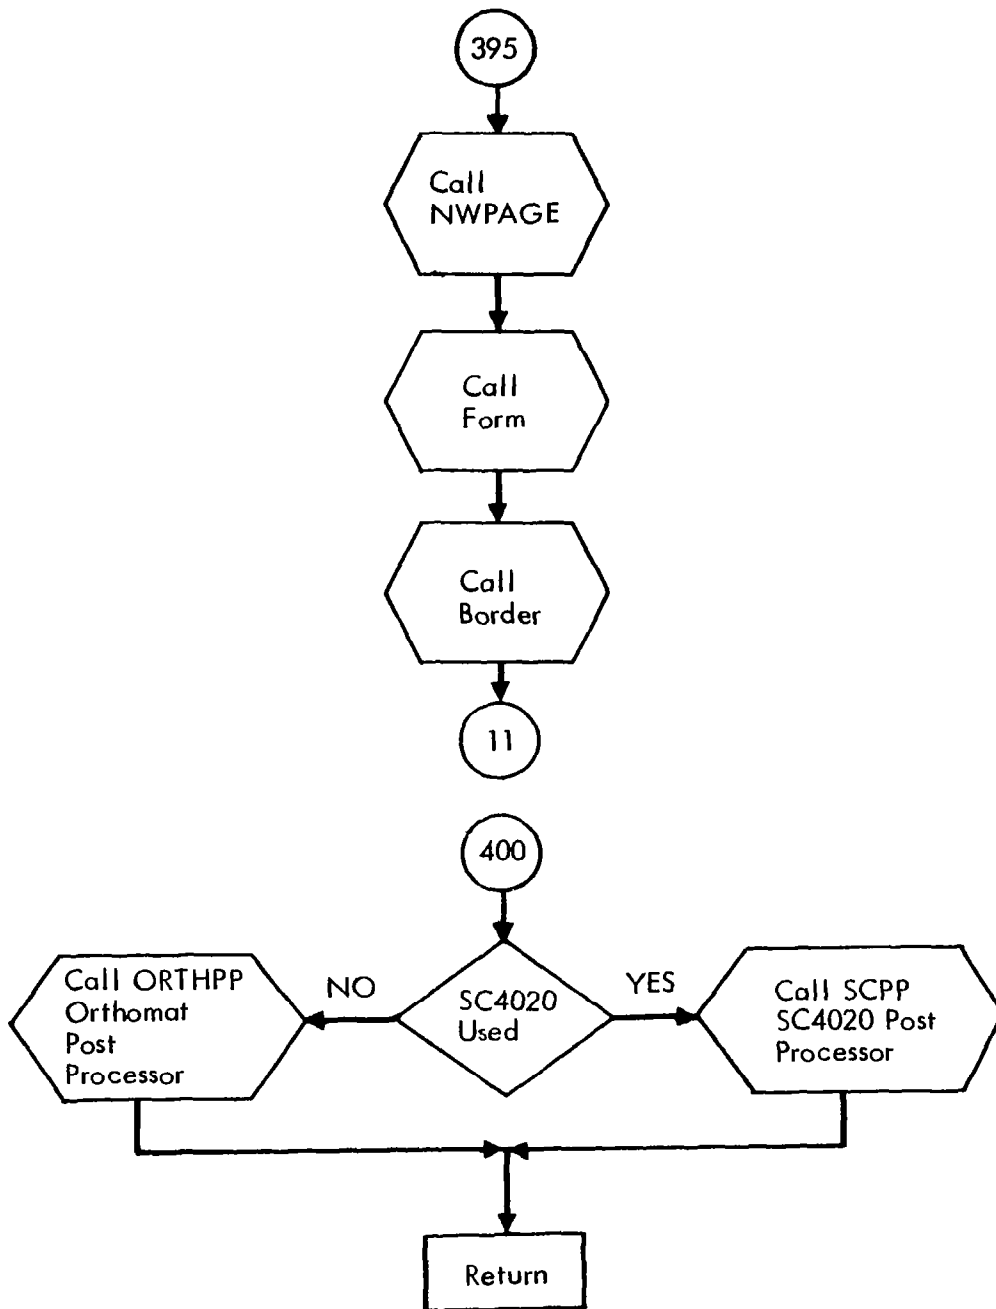 395
Call
NWPAGE
Call
Form
Call
Border
11
400
Call ORTHPP
Orthomat
Post
Processor
NO
SC4020
Used
YES
Call SCPP
SC4020 Post
Processor
Return